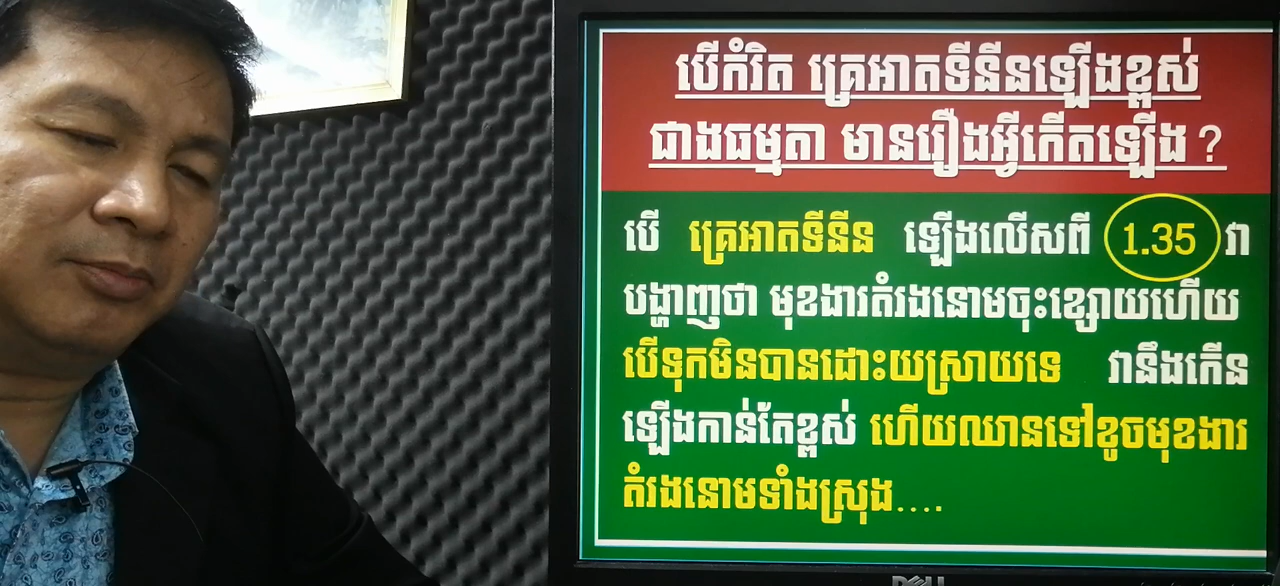 បើកំរិត គ្រេអាតទីនីនឡើងខ្ពស់
ជាងធម្មតា មានរឿងអ្វីកើតឡើង ?
បើ គ្រេអាតទីនីន ឡើងលើសពី 1.35 វា
បង្ហាញថា មុខងារតំរងនោមចុះខ្សោយហើយ
បើទុកមិនបានដោះយស្រាយទេ វានឹងកើន
ឡើងកាន់តែខ្ពស់ ហើយឈានទៅខូចមុខងារ
តំរងនោមទាំងស្រុង....
DELL